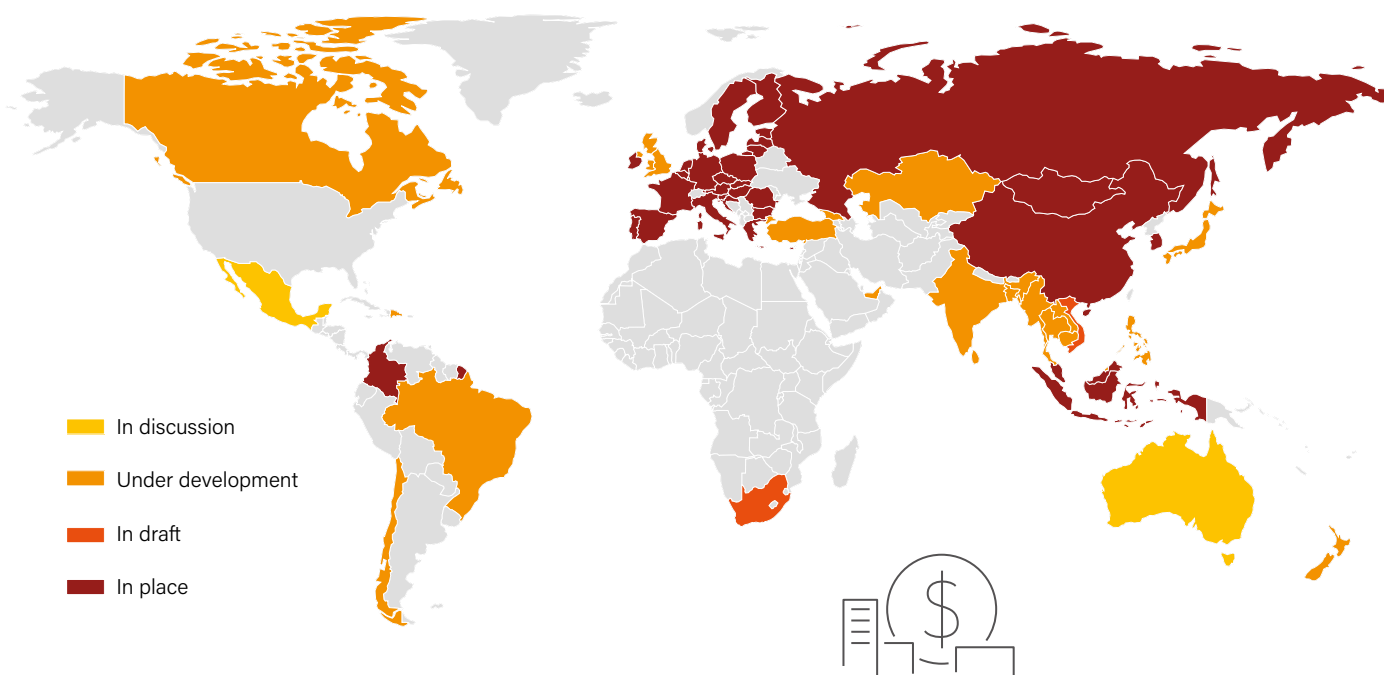 In discussion
Under development
In draft
In place
$